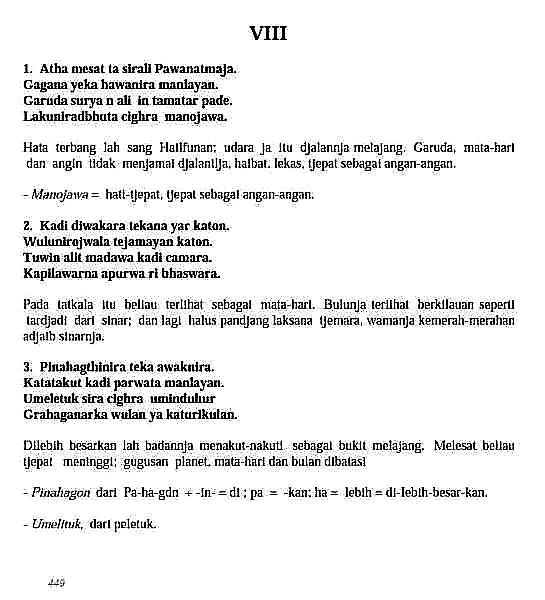 VIII
1. Atha mesat ta sirali Pawanatmaja.
Gagana yeka hawanira manlayan.
Garuda surya n ali in tamatar pade.
Lakuniradbhuta cighra manojawa.
Hata terbang lah sang Hatifunan; udara ja itu djalannja melajang. Garuda, mata-hari
dan angin tidak menjamai djalanilja, haibat, lekas, tjepat sebagai angan-angan.
- Manojawa = hati-tjepat, tjepat sebagai angan-angan.
2. Kadi diwakara tekana yar katon.
Wulunirojwala tejamayan katon.
Tuwin alit madawa kadi camara.
Kapilawarna apurwa ri bhaswara.
Pada tatkala itu beliau terlihat sebagai mata-hari. Bulunja terlihat berkilauan seperti
tardjadi dari sinar; dan lagi halus pandjang laksana tjemara, wamanja kemerah-merahan
adjaib sinarnja.
3. Pinahagthinira teka awaknira.
Katatakut kadi parwata manlayan.
Umeletuk sira cighra uminduhur
Grahaganarka wulan ya katurikulan.
Dilebih besarkan lah badannja menakut-nakuti sebagai bukit melajang. Melesat beliau
tjepat meninggi; gugusan planet, mata-hari dan bulan dibatasi
- Pinahagon dari Pa-ha-gdn + -in- = di ; pa = -kan; ha = lebih = di-lebih-besar-kan.
- Umelituk, dari peletuk.
449